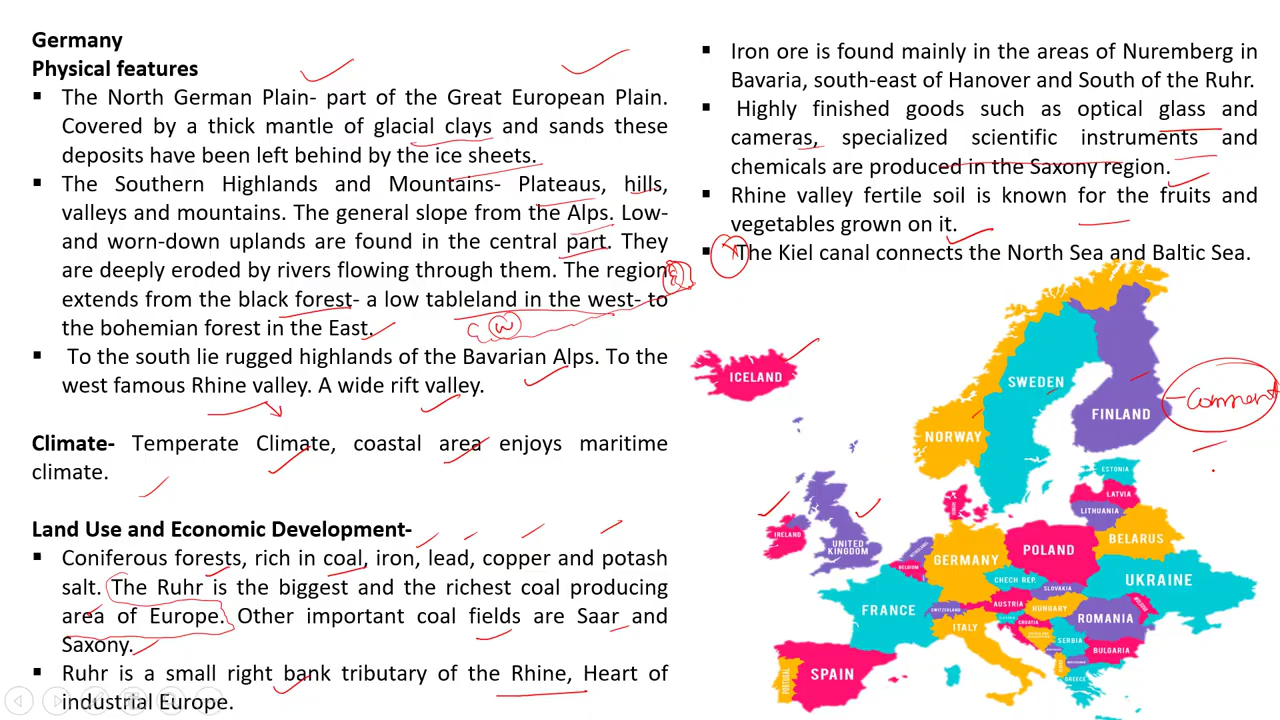 Germany
Physical features
▪ The North German Plain- part of the Great European Plain.
Covered by a thick mantle of glacial clays and sands these
deposits have been left behind by the ice sheets.
▪ The Southern Highlands and Mountains- Plateaus, hills,
valleys and mountains. The general slope from the Alps. Low-
and worn-down uplands are found in the central part. They
are deeply eroded by rivers flowing through them. The region
extends from the black forest- a low tableland in the west- to
the bohemian forest in the East.
▪ To the south lie rugged highlands of the Bavarian Alps. To the
west famous Rhine valley. A wide rift valley.
Climate- Temperate Climate, coastal area enjoys maritime
climate.
Land Use and Economic Development-
▪ Coniferous forests, rich in coal, iron, lead, copper and potash
salt. The Ruhr is the biggest and the richest coal producing
area of Europe. Other important coal fields are Saar and
Saxony.
▪ Ruhr is a small right bank tributary of the Rhine, Heart of
industrial Europe.
▪ Iron ore is found mainly in the areas of Nuremberg in
Bavaria, south-east of Hanover and South of the Ruhr.
▪ Highly finished goods such as optical glass and
cameras, specialized scientific instruments and
chemicals are produced in the Saxony region.
▪ Rhine valley fertile soil is known for the fruits and
vegetables grown on it.
▪ The Kiel canal connects the North Sea and Baltic Sea.
ICELAND
SWEDEN
FINLAND
- Comment
NORWAY
ESTONIA
LATVIA
LITHUANIA
IRELAND
UNITED
KINGDOM
BELGIUM
GERMANY
POLAND
BELARUS
CHECH REP.
SLOVAKIA
UKRAINE
FRANCE
SWITZERLAND
AUSTRIA
HUNGARY
ROMANIA
CROATIA
ITALY
SERBIA
BULGARIA
PORTUGAL
SPAIN
GREECE